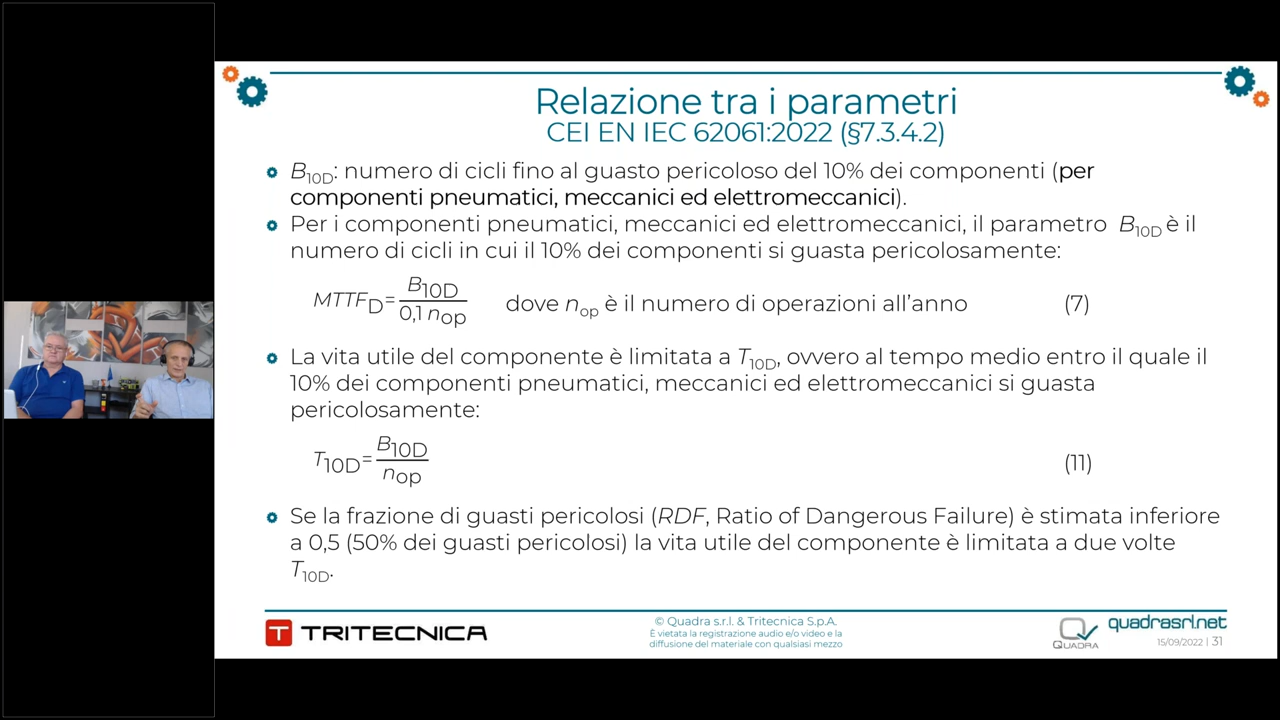 Relazione tra i parametri
CEI EN IEC 62061:2022 (§7.3.4.2)
B10D: numero di cicli fino al guasto pericoloso del 10% dei componenti (per
componenti pneumatici, meccanici ed elettromeccanici).
Per i componenti pneumatici, meccanici ed elettromeccanici, il parametro B10D è il
numero di cicli in cui il 10% dei componenti si guasta pericolosamente:
MTTFD=B10D/0,1 nop dove nop è il numero di operazioni all’anno (7)
La vita utile del componente è limitata a T10D, ovvero al tempo medio entro il quale il
10% dei componenti pneumatici, meccanici ed elettromeccanici si guasta
pericolosamente:
T10D=B10D/nop (11)
Se la frazione di guasti pericolosi (RDF, Ratio of Dangerous Failure) è stimata inferiore
a 0,5 (50% dei guasti pericolosi) la vita utile del componente è limitata a due volte
T10D.
T TRITECNICA
© Quadra s.r.l. & Tritecnica S.p.A.
È vietata la registrazione audio e/o video e la
diffusione del materiale con qualsiasi mezzo
QUADRA
quadrasrl.net
15/09/2022 | 31